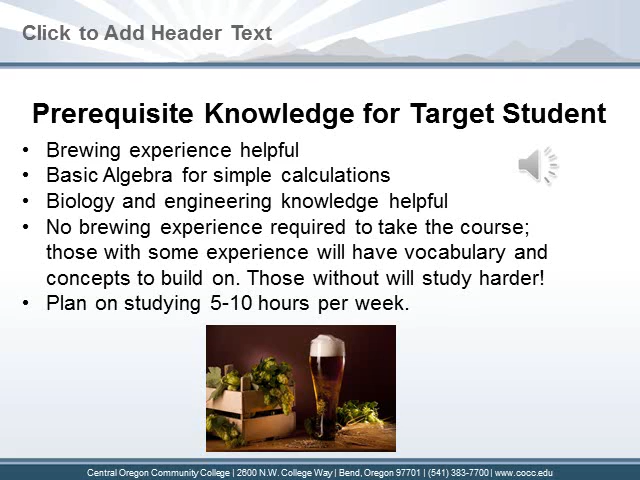 Click to Add Header Text
Prerequisite Knowledge for Target Student
• Brewing experience helpful
• Basic Algebra for simple calculations
• Biology and engineering knowledge helpful
• No brewing experience required to take the course;
those with some experience will have vocabulary and
concepts to build on. Those without will study harder!
• Plan on studying 5-10 hours per week.
Central Oregon Community College | 2600 N.W. College Way | Bend, Oregon 97701 | (541) 383-7700 | www.cocc.edu